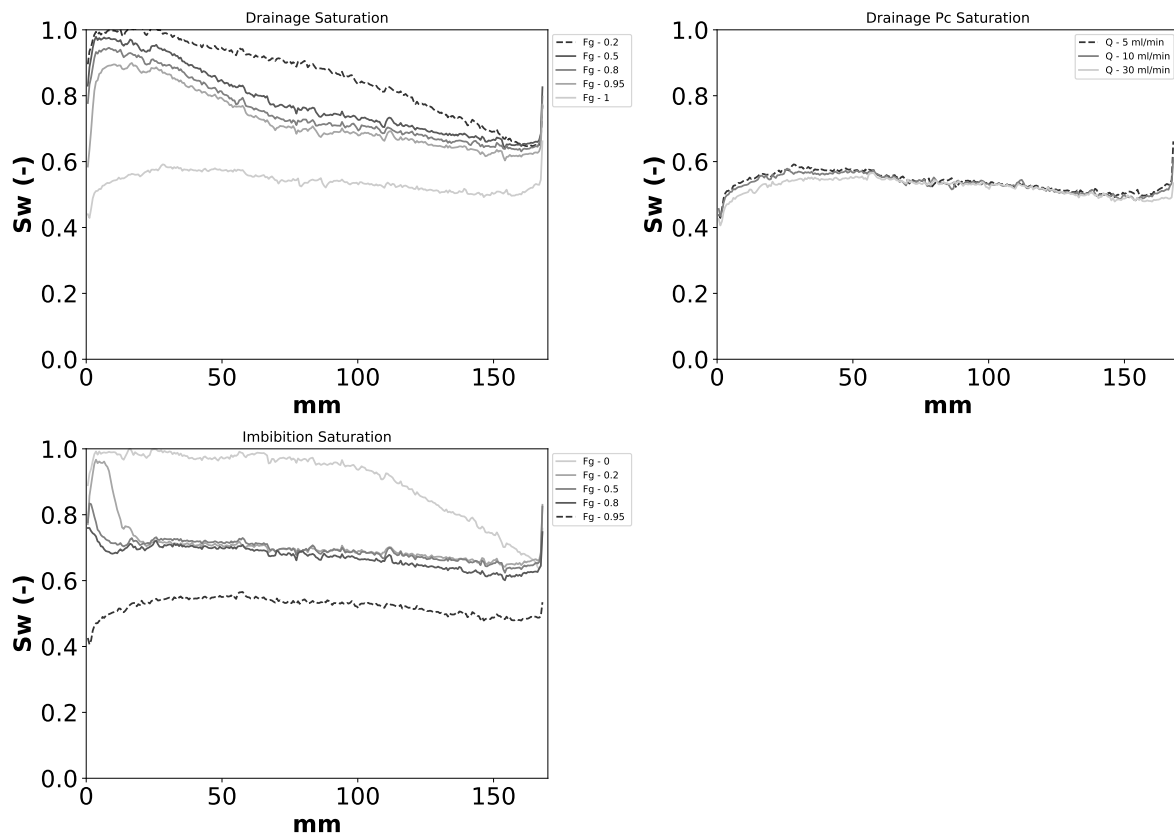 Drainage Saturation
1.0
0.8
0.6
0.4
0.2
0.0
Sw (-)
0 50 100 150
mm
Fg - 0.2
Fg - 0.5
Fg - 0.8
Fg - 0.95
Fg - 1
Drainage Pc Saturation
1.0
0.8
0.6
0.4
0.2
0.0
Sw (-)
0 50 100 150
mm
Q - 5 ml/min
Q - 10 ml/min
Q - 30 ml/min
Imbibition Saturation
1.0
0.8
0.6
0.4
0.2
0.0
Sw (-)
0 50 100 150
mm
Fg - 0
Fg - 0.2
Fg - 0.5
Fg - 0.8
Fg - 0.95